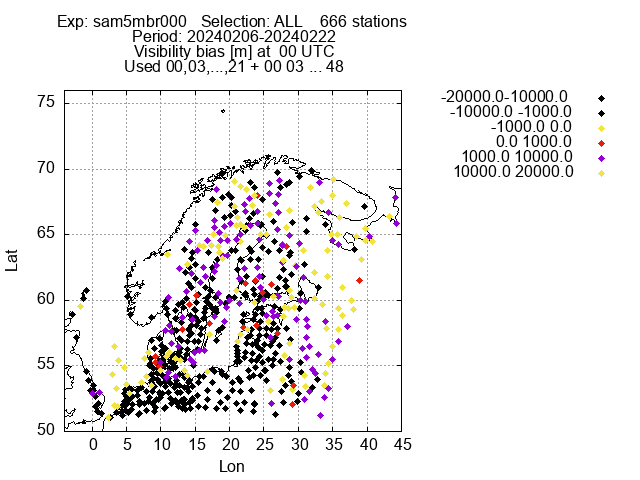 Exp: sam5mbr000   Selection: ALL    666 stations
Period: 20240206-20240222
Visibility bias [m] at  00 UTC
Used 00,03,...,21 + 00 03 ... 48
-20000.0-10000.0
-10000.0 -1000.0
-1000.0 0.0
0.0 1000.0
1000.0 10000.0
10000.0 20000.0
75
70
65
60
55
50
Lat
0 5 10 15 20 25 30 35 40 45
Lon